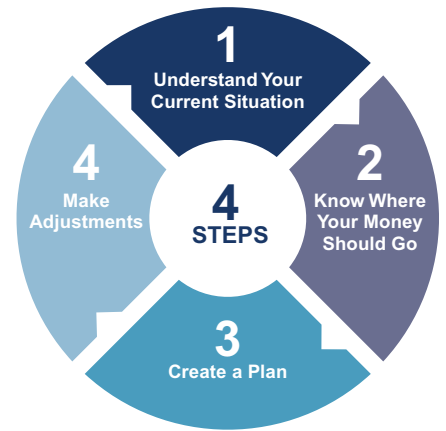 1
Understand Your
Current Situation
2
Know Where
Your Money
Should Go
3
Create a Plan
4
Make
Adjustments
4
STEPS